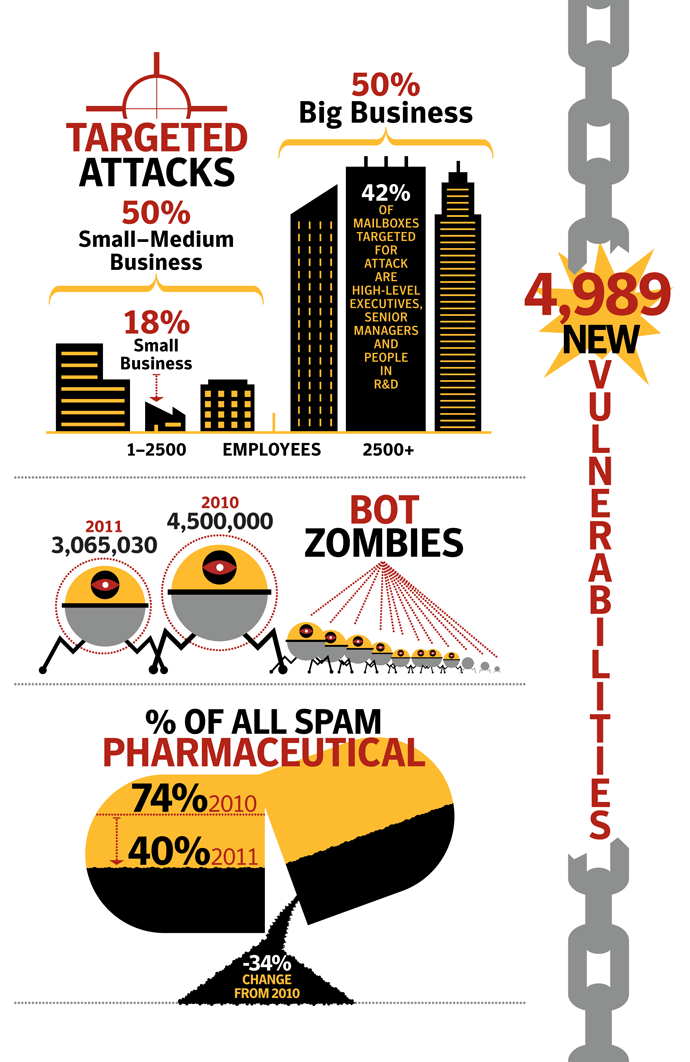 TARGETED
ATTACKS
50%
Small–Medium
Business
18%
Small
Business
50%
Big Business
42%
OF
MAILBOXES
TARGETED
FOR
ATTACK
ARE
HIGH-LEVEL
EXECUTIVES,
SENIOR
MANAGERS
AND
PEOPLE
IN
R&D
1–2500 EMPLOYEES 2500+
2011
3,065,030
2010
4,500,000
BOT
ZOMBIES
% OF ALL SPAM
PHARMACEUTICAL
74% 2010
40% 2011
-34%
CHANGE
FROM 2010
4,989
NEW
VULNERABILITIES